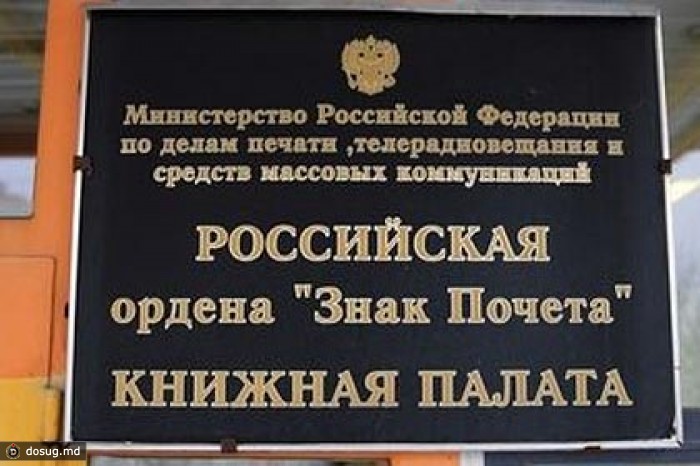 Министерство Российской Федерации
по делам печати ,телерадиовещания и
средств массовых коммуникаций
РОССИЙСКАЯ
ордена "Знак Почета"
КНИЖНАЯ ПАЛАТА
dosug.md